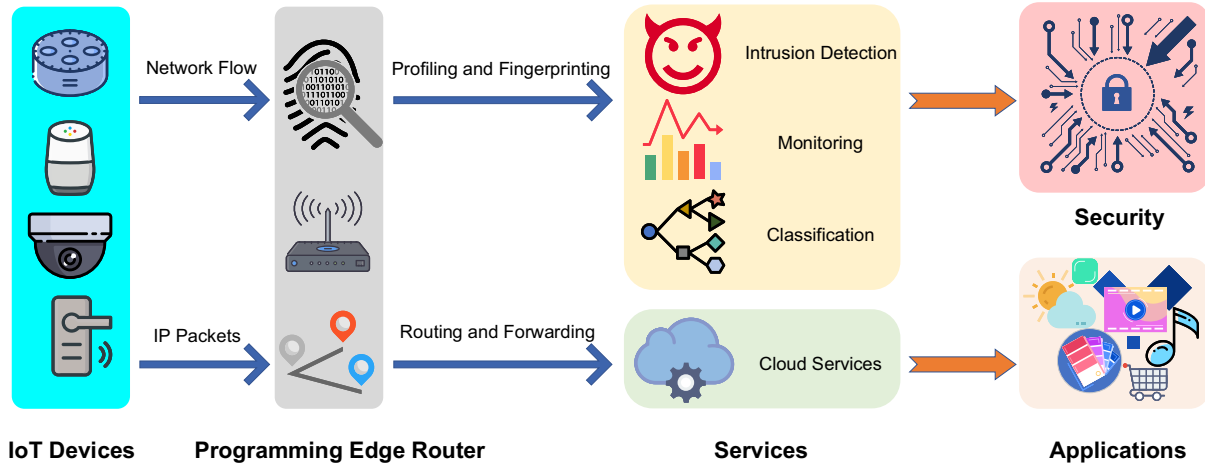 Network Flow
Profiling and Fingerprinting
Intrusion Detection
Monitoring
Classification
Security
IP Packets
Routing and Forwarding
Cloud Services
IoT Devices
Programming Edge Router
Services
Applications